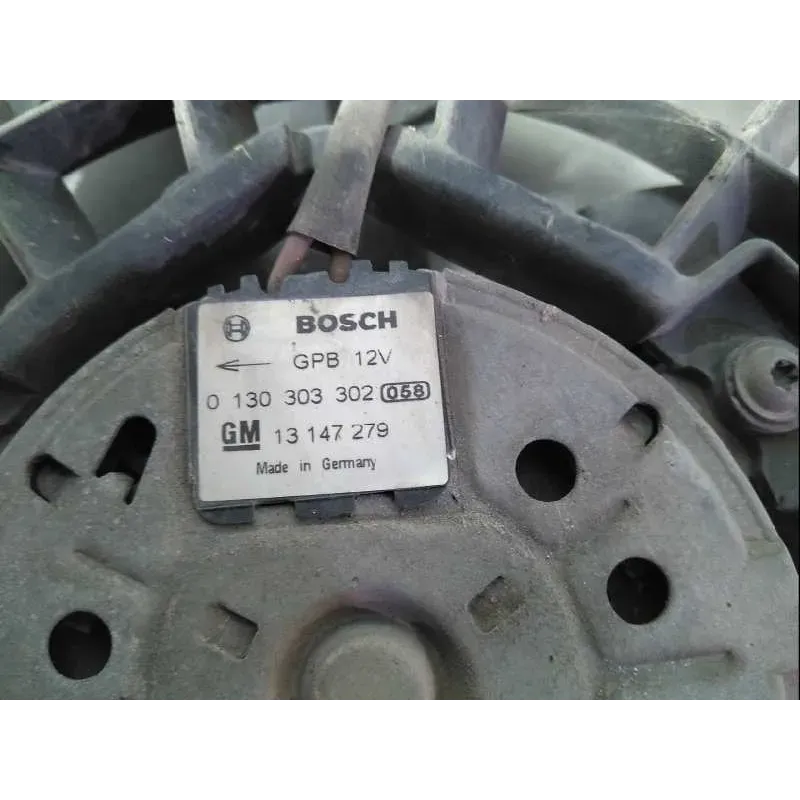 BOSCH
← GPB 12V
0 130 303 302 058
GM 13 147 279
Made in Germany